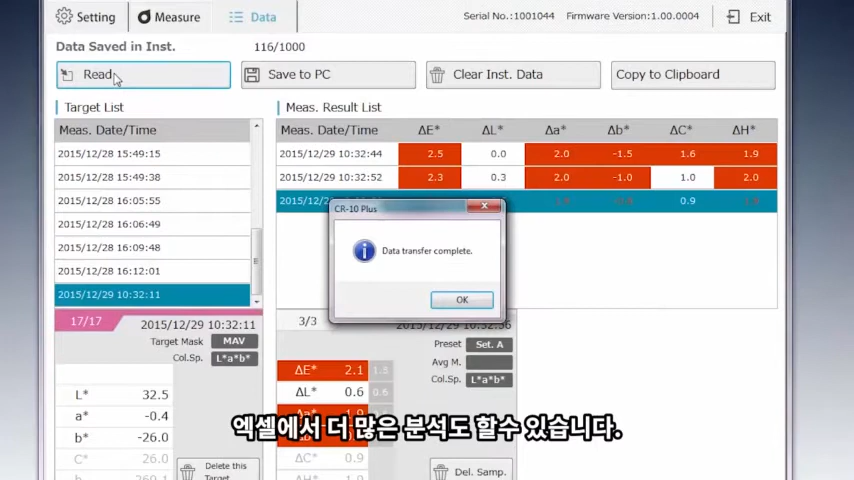 Setting
Measure
Data
Serial No.:1001044 Firmware Version:1.00.0004
Exit
Data Saved in Inst. 116/1000
Read
Save to PC
Clear Inst. Data
Copy to Clipboard
Target List
Meas. Result List
Meas. Date/Time
2015/12/28 15:49:15
2015/12/28 15:49:38
2015/12/28 16:05:55
2015/12/28 16:06:49
2015/12/28 16:09:48
2015/12/28 16:12:01
2015/12/29 10:32:11
Meas. Date/Time ΔE* ΔL* Δa* Δb* ΔC* ΔH*
2015/12/29 10:32:44 2.5 0.0 2.0 -1.5 1.6 1.9
2015/12/29 10:32:52 2.3 0.3 2.0 -1.0 1.0 2.0
0.9
CR-10 Plus
Data transfer complete.
OK
17/17
2015/12/29 10:32:11
Target Mask MAV
Col.Sp. L*a*b*
L* 32.5
a* -0.4
b* -26.0
C* 26.0
Delete this
Target
3/3
Preset Set. A
Avg M.
Col.Sp. L*a*b*
ΔE* 2.1
ΔL* 0.6 0.6
ΔC* 0.9
Del. Samp.
엑셀에서 더 많은 분석도 할수 있습니다.